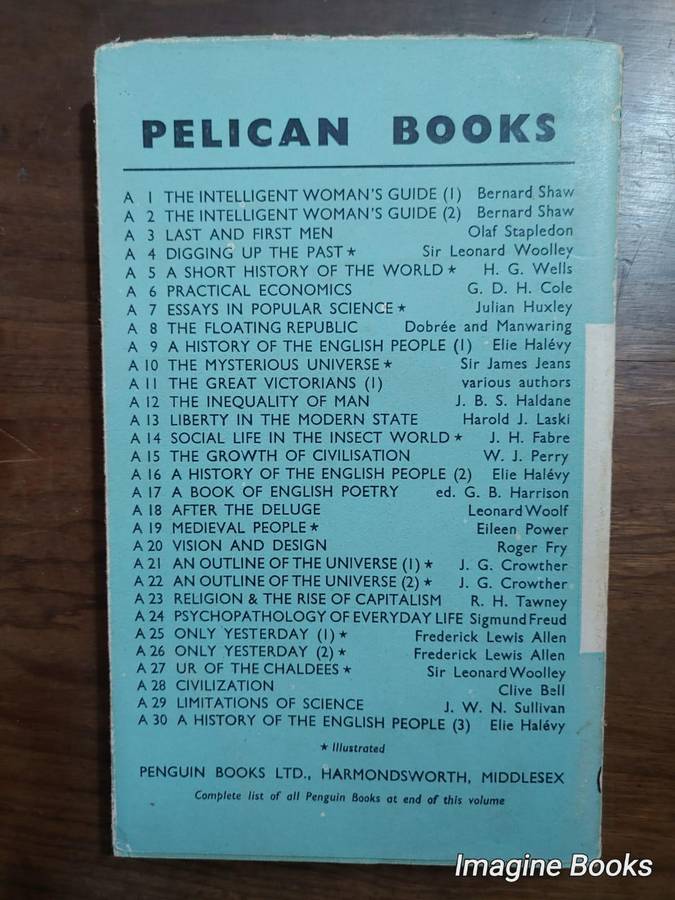 PELICAN BOOKS
A 1 THE INTELLIGENT WOMAN'S GUIDE (1) Bernard Shaw
A 2 THE INTELLIGENT WOMAN'S GUIDE (2) Bernard Shaw
A 3 LAST AND FIRST MEN Olaf Stapledon
A 4 DIGGING UP THE PAST★ Sir Leonard Woolley
A 5 A SHORT HISTORY OF THE WORLD★ H. G. Wells
A 6 PRACTICAL ECONOMICS G. D. H. Cole
A 7 ESSAYS IN POPULAR SCIENCE★ Julian Huxley
A 8 THE FLOATING REPUBLIC Dobrée and Manwaring
A 9 A HISTORY OF THE ENGLISH PEOPLE (1) Elie Halévy
A 10 THE MYSTERIOUS UNIVERSE★ Sir James Jeans
A 11 THE GREAT VICTORIANS (1) various authors
A 12 THE INEQUALITY OF MAN J. B. S. Haldane
A 13 LIBERTY IN THE MODERN STATE Harold J. Laski
A 14 SOCIAL LIFE IN THE INSECT WORLD★ J. H. Fabre
A 15 THE GROWTH OF CIVILISATION W. J. Perry
A 16 A HISTORY OF THE ENGLISH PEOPLE (2) Elie Halévy
A 17 A BOOK OF ENGLISH POETRY ed. G. B. Harrison
A 18 AFTER THE DELUGE Leonard Woolf
A 19 MEDIEVAL PEOPLE★ Eileen Power
A 20 VISION AND DESIGN Roger Fry
A 21 AN OUTLINE OF THE UNIVERSE (1)★ J. G. Crowther
A 22 AN OUTLINE OF THE UNIVERSE (2)★ J. G. Crowther
A 23 RELIGION & THE RISE OF CAPITALISM R. H. Tawney
A 24 PSYCHOPATHOLOGY OF EVERYDAY LIFE Sigmund Freud
A 25 ONLY YESTERDAY (1)★ Frederick Lewis Allen
A 26 ONLY YESTERDAY (2)★ Frederick Lewis Allen
A 27 UR OF THE CHALDEES★ Sir Leonard Woolley
A 28 CIVILIZATION Clive Bell
A 29 LIMITATIONS OF SCIENCE J. W. N. Sullivan
A 30 A HISTORY OF THE ENGLISH PEOPLE (3) Elie Halévy
★ Illustrated
PENGUIN BOOKS LTD., HARMONDSWORTH, MIDDLESEX
Complete list of all Penguin Books at end of this volume
Imagine Books